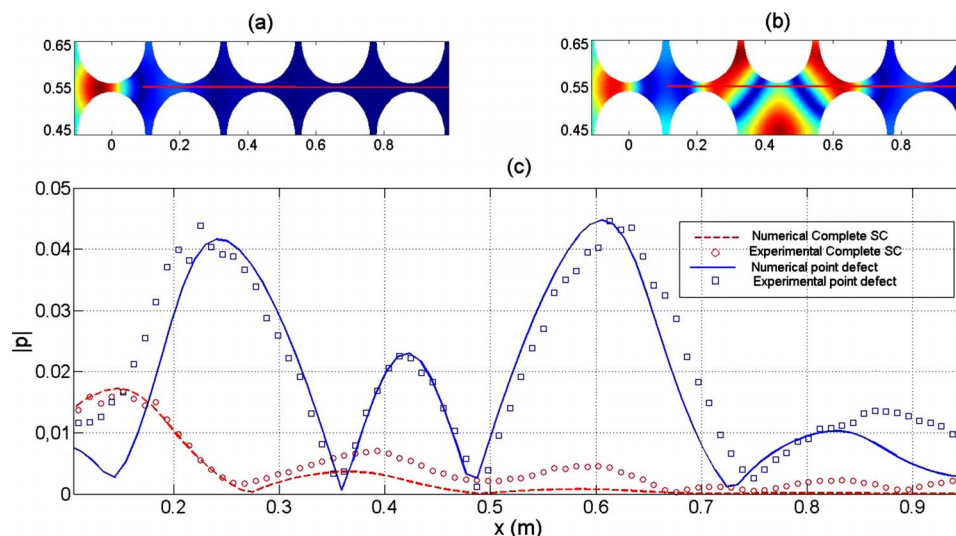 (a)
(b)
0.65
0.55
0.45
0 0.2 0.4 0.6 0.8
0.65
0.55
0.45
0 0.2 0.4 0.6 0.8
(c)
0.05
0.04
0.03
0.02
0,01
0
|p|
Numerical Complete SC
Experimental Complete SC
Numerical point defect
Experimental point defect
0.2 0.3 0.4 0.5 0.6 0.7 0.8 0.9
x (m)